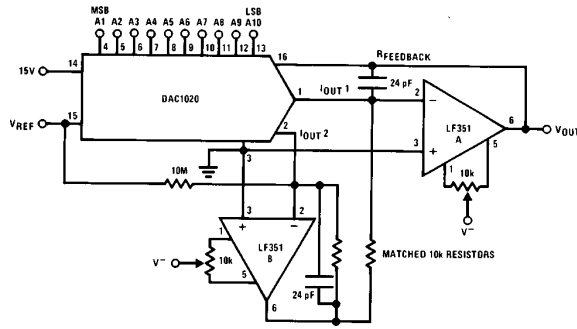 MSB LSB
A1 A2 A3 A4 A5 A6 A7 A8 A9 A10
4 5 6 7 8 9 10 11 12 13
15V 14 16 RFEEDBACK
DAC1020 1 IOUT 1 24 pF 2 − 6 VOUT
VREF 15 2 LF351 A
IOUT 2 3 + 5
3 1 10k
10M V−
3 2
+ −
1 LF351 B MATCHED 10k RESISTORS
V− 10k 5
24 pF
6